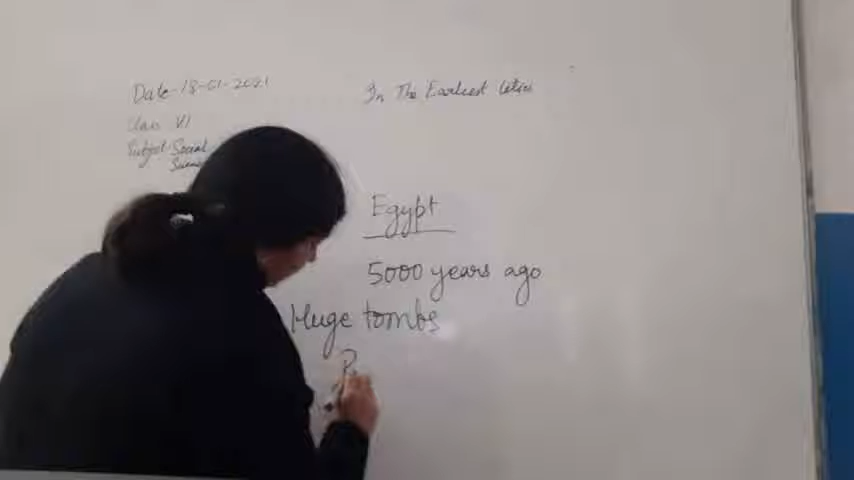 Date-18-01-2021
In The Earliest Cities
Class VI
Subject-Social
Egypt
5000 years ago
Huge tombs
P